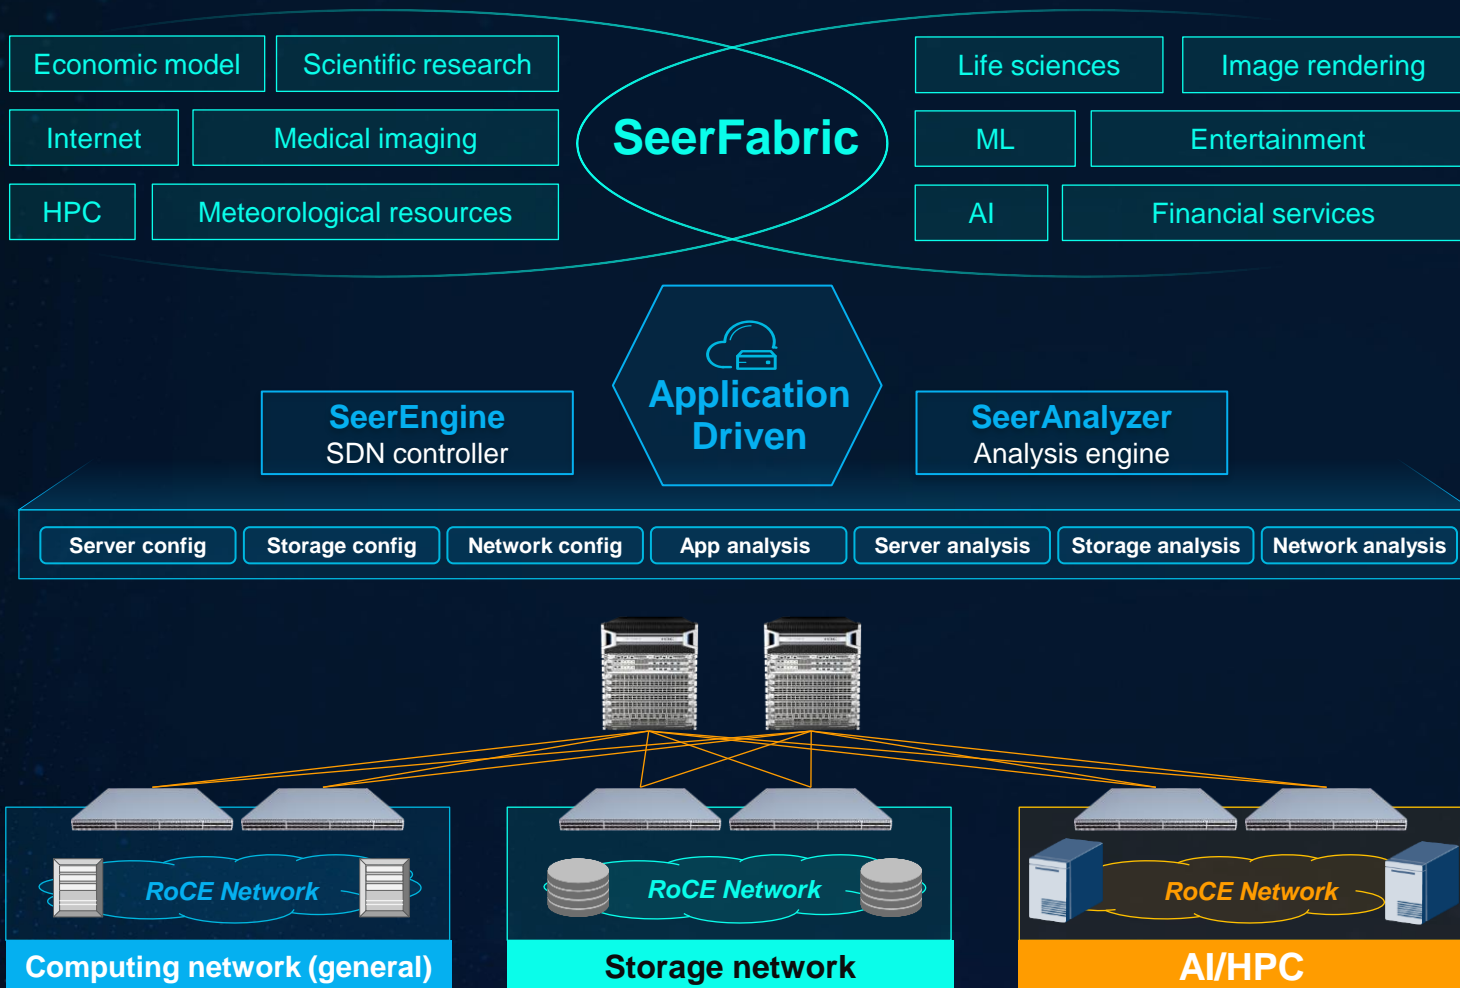 Economic model
Scientific research
Life sciences
Image rendering
Internet
Medical imaging
SeerFabric
ML
Entertainment
HPC
Meteorological resources
AI
Financial services
Application
Driven
SeerEngine
SDN controller
SeerAnalyzer
Analysis engine
Server config
Storage config
Network config
App analysis
Server analysis
Storage analysis
Network analysis
RoCE Network
RoCE Network
RoCE Network
Computing network (general)
Storage network
AI/HPC